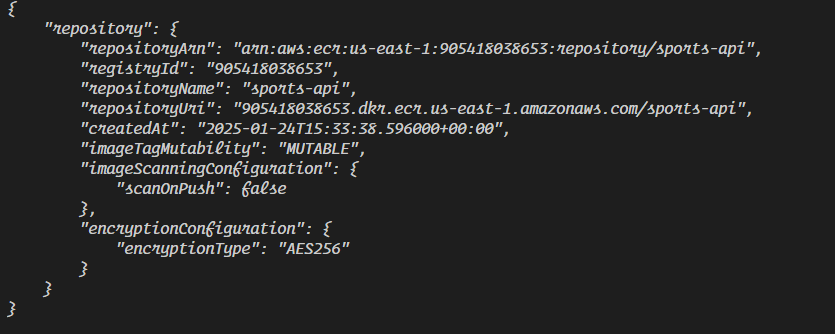 {
    "repository": {
        "repositoryArn": "arn:aws:ecr:us-east-1:905418038653:repository/sports-api",
        "registryId": "905418038653",
        "repositoryName": "sports-api",
        "repositoryUri": "905418038653.dkr.ecr.us-east-1.amazonaws.com/sports-api",
        "createdAt": "2025-01-24T15:33:38.596000+00:00",
        "imageTagMutability": "MUTABLE",
        "imageScanningConfiguration": {
            "scanOnPush": false
        },
        "encryptionConfiguration": {
            "encryptionType": "AES256"
        }
    }
}